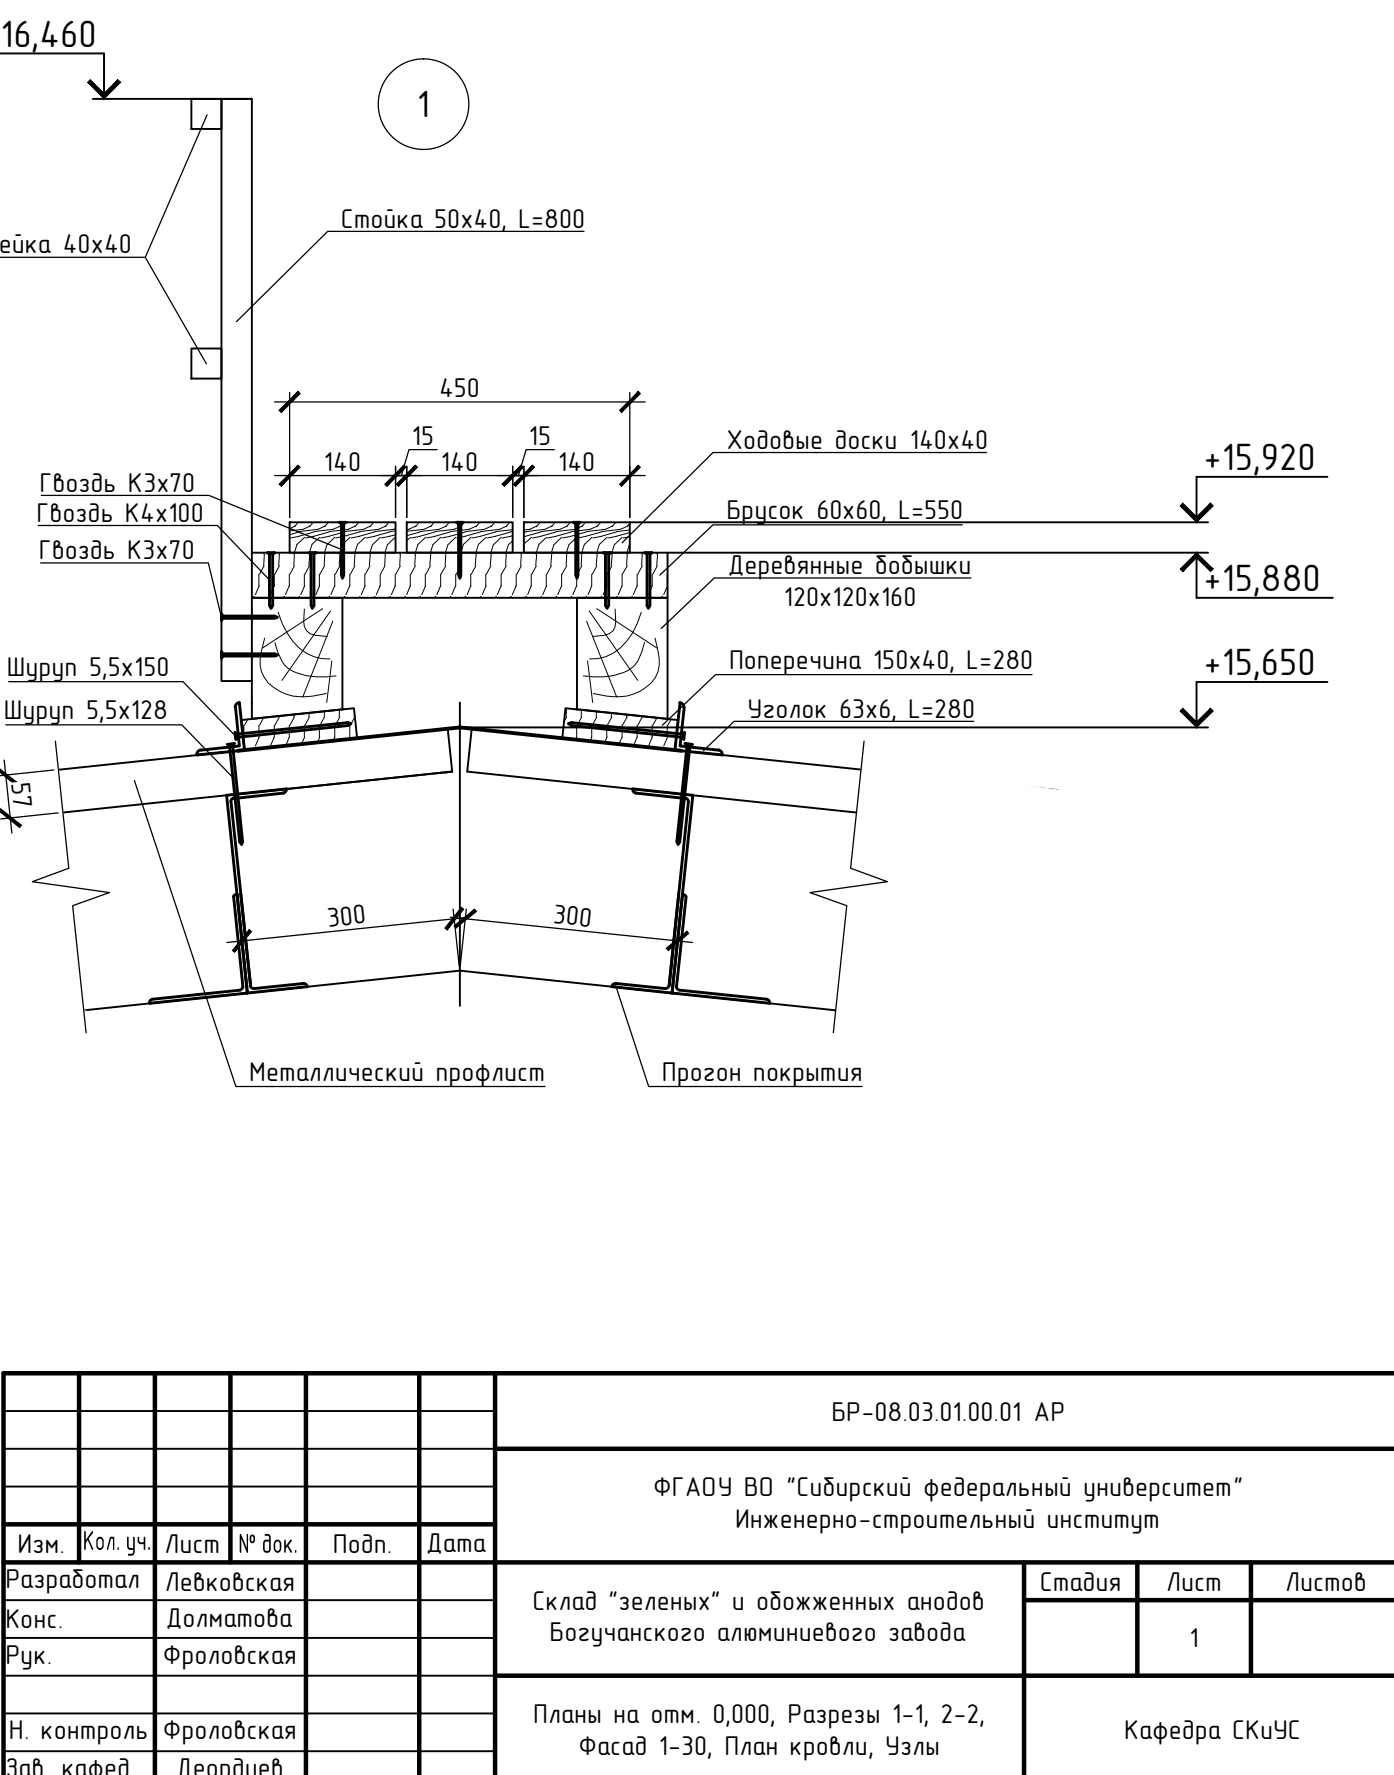 16,460
1
Стойка 50х40, L=800
ейка 40х40
450
15
15
140
140
140
Ходовые доски 140х40
+15,920
Гвоздь К3х70
Гвоздь К4х100
Гвоздь К3х70
Брусок 60х60, L=550
Деревянные бобышки
120х120х160
+15,880
Шуруп 5,5х150
Шуруп 5,5х128
Поперечина 150х40, L=280
+15,650
Уголок 63х6, L=280
57
300
300
Металлический профлист
Прогон покрытия
БР-08.03.01.00.01 АР
ФГАОУ ВО "Сибирский федеральный университет"
Инженерно-строительный институт
Изм. Кол. уч. Лист № док. Подп. Дата
Разработал Левковская
Конс. Долматова
Рук. Фроловская
Склад "зеленых" и обожженных анодов
Богучанского алюминиевого завода
Стадия Лист Листов
1
Н. контроль Фроловская
Зав. кафед.
Планы на отм. 0,000, Разрезы 1-1, 2-2,
Фасад 1-30, План кровли, Узлы
Кафедра СКиУС